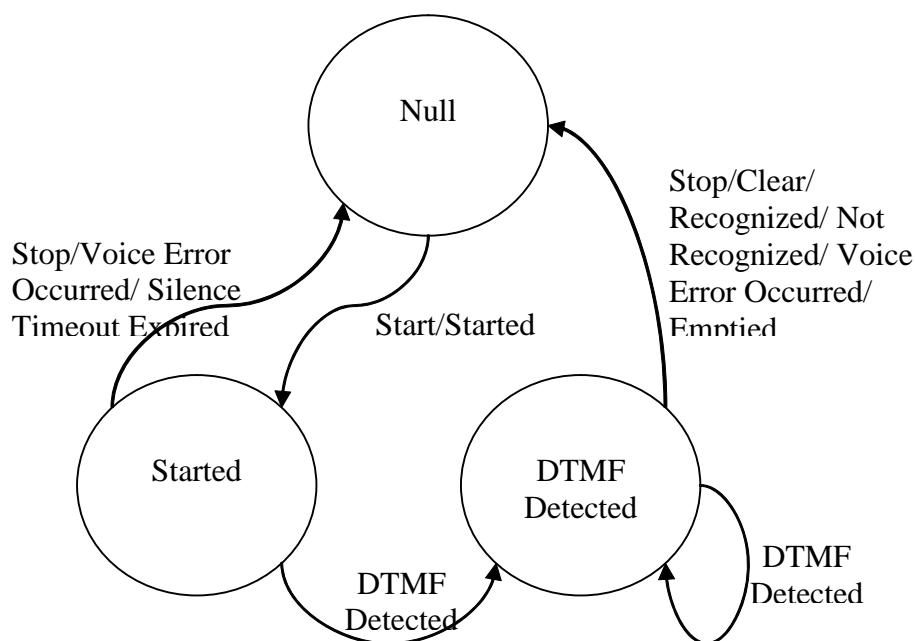 Null
Stop/Clear/
Recognized/ Not
Recognized/ Voice
Error Occurred/
Emptied
Stop/Voice Error
Occurred/ Silence
Timeout Expired
Start/Started
Started
DTMF
Detected
DTMF
Detected
DTMF
Detected